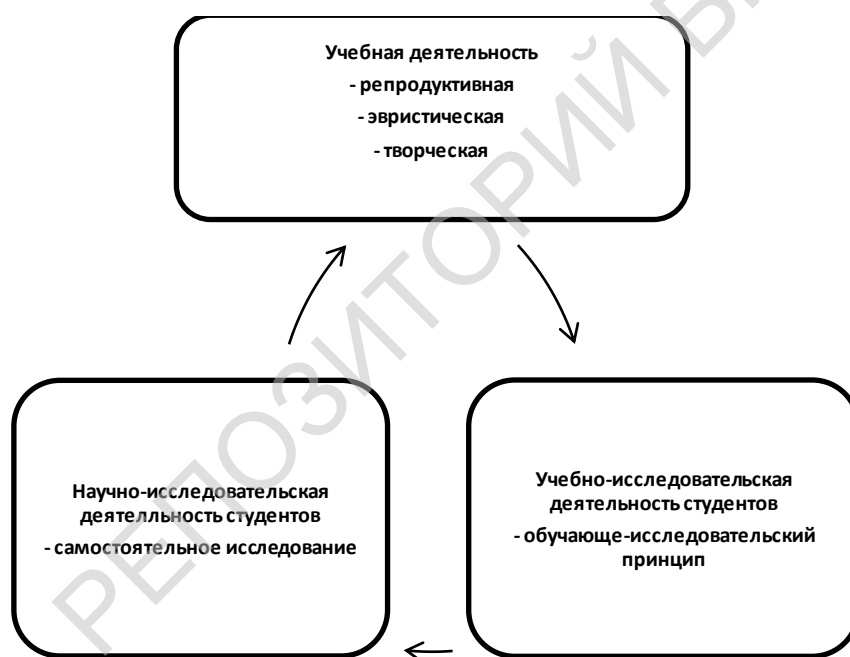 Учебная деятельность
- репродуктивная
- эвристическая
- творческая
Научно-исследовательская
деятелльность студентов
- самостоятельное исследование
Учебно-исследовательская
деятельность студентов
- обучающе-исследовательский
принцип
РЕПОЗИТОРИЙ